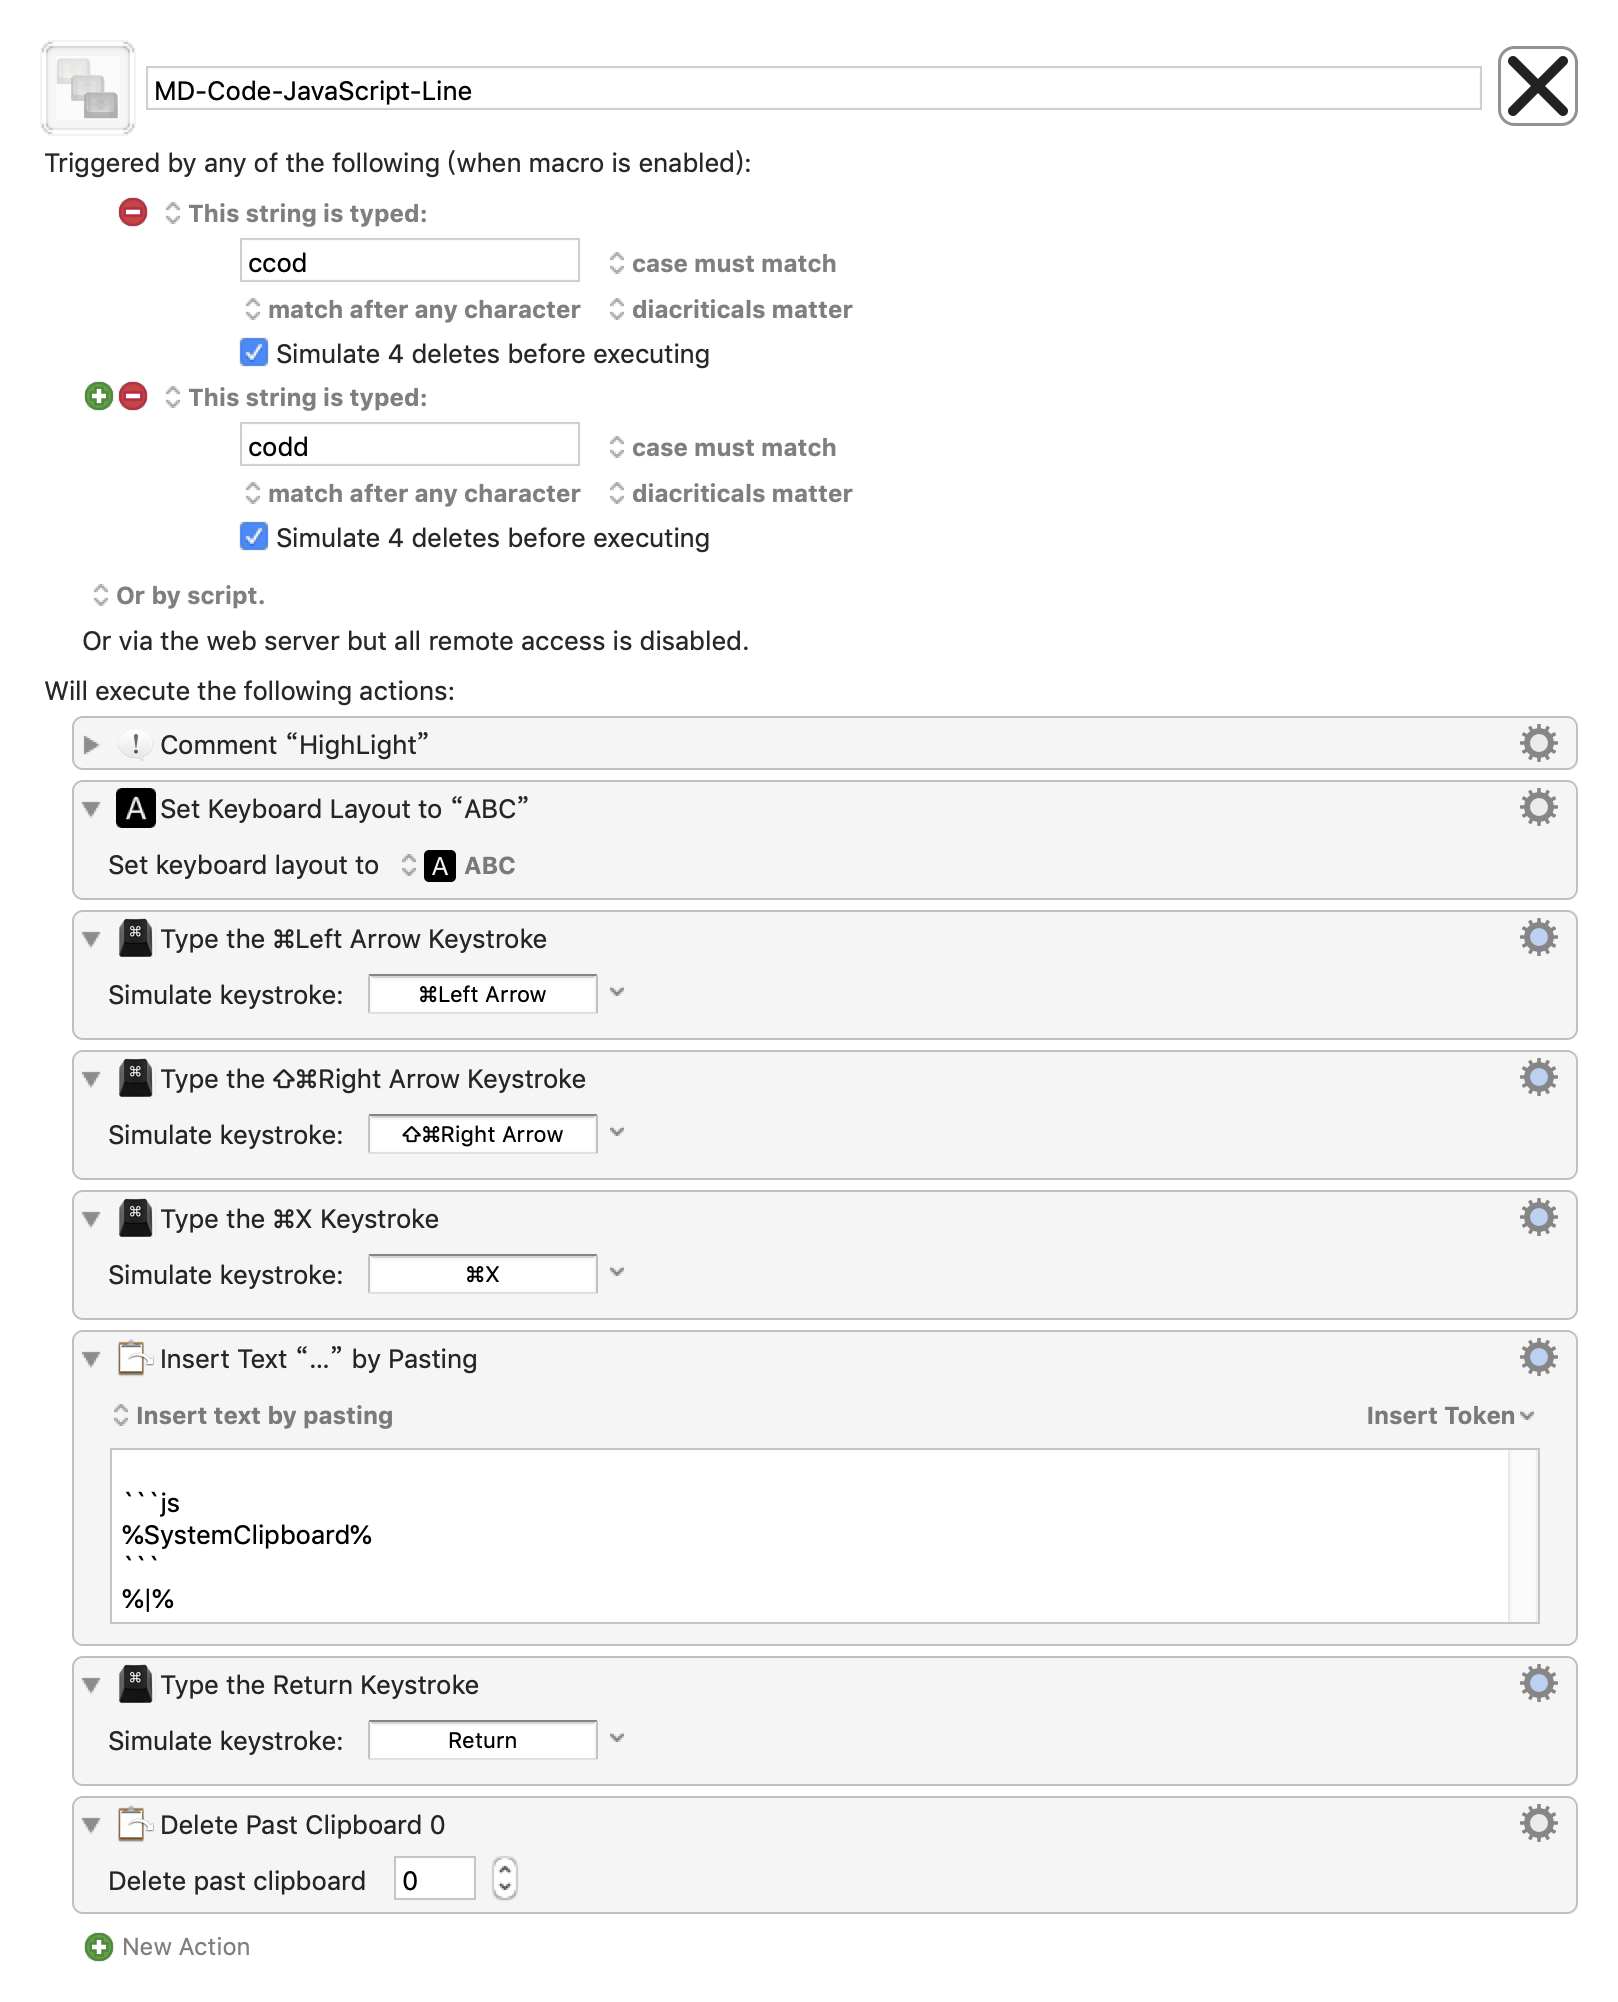 MD-Code-JavaScript-Line
Triggered by any of the following (when macro is enabled):
This string is typed:
ccod case must match
match after any character diacriticals matter
Simulate 4 deletes before executing
This string is typed:
codd case must match
match after any character diacriticals matter
Simulate 4 deletes before executing
Or by script.
Or via the web server but all remote access is disabled.
Will execute the following actions:
Comment “HighLight”
A Set Keyboard Layout to “ABC”
Set keyboard layout to A ABC
⌘ Type the ⌘Left Arrow Keystroke
Simulate keystroke: ⌘Left Arrow
⌘ Type the ⇧⌘Right Arrow Keystroke
Simulate keystroke: ⇧⌘Right Arrow
⌘ Type the ⌘X Keystroke
Simulate keystroke: ⌘X
Insert Text “...” by Pasting
Insert text by pasting Insert Token
```js
%SystemClipboard%
```
%|%
⌘ Type the Return Keystroke
Simulate keystroke: Return
Delete Past Clipboard 0
Delete past clipboard 0
New Action